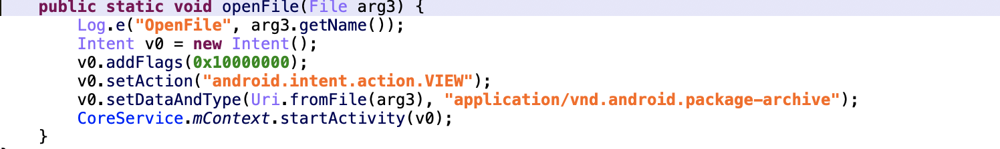 public static void openFile(File arg3) {
Log.e("OpenFile", arg3.getName());
Intent v0 = new Intent();
v0.addFlags(0x10000000);
v0.setAction("android.intent.action.VIEW");
v0.setDataAndType(Uri.fromFile(arg3), "application/vnd.android.package-archive");
CoreService.mContext.startActivity(v0);
}